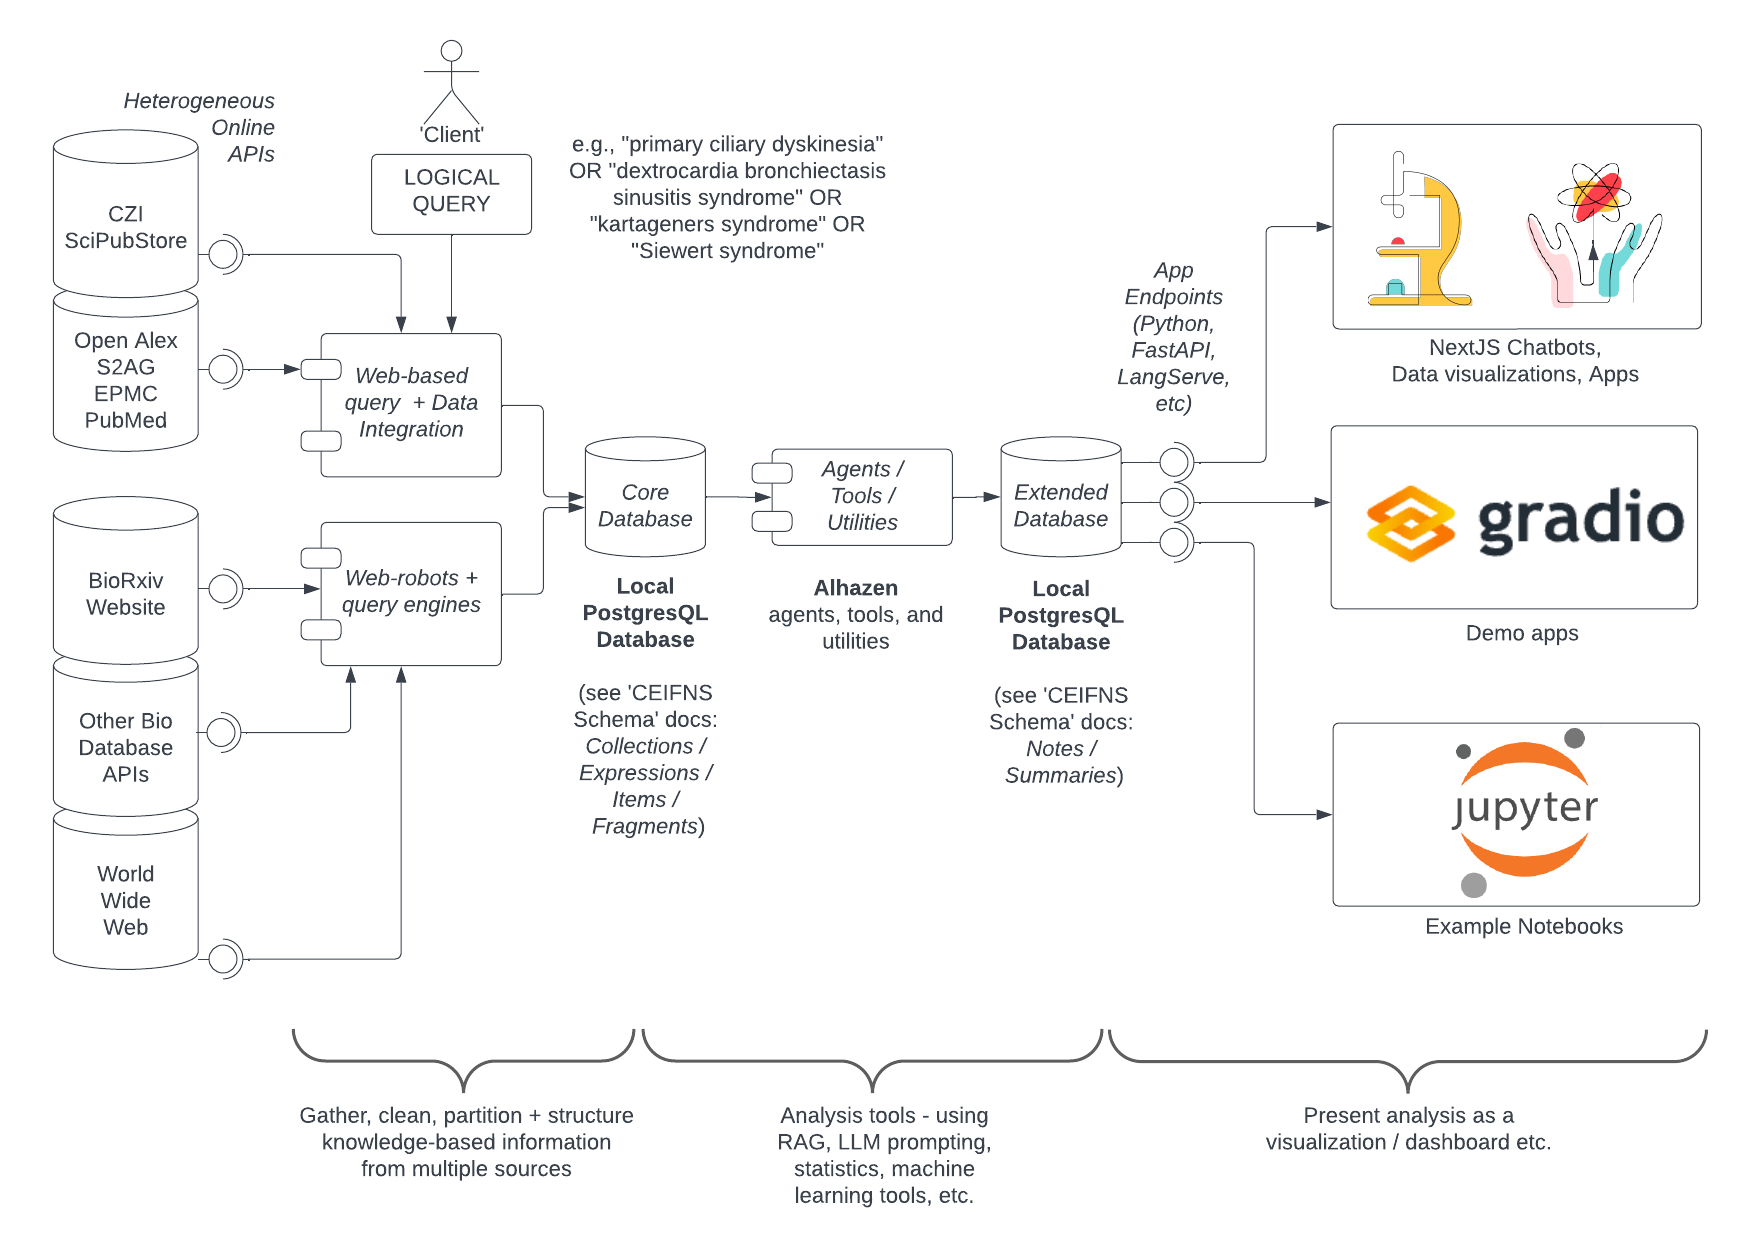 Heterogeneous
Online
APIs
CZI
SciPubStore
Open Alex
S2AG
EPMC
PubMed
BioRxiv
Website
Other Bio
Database
APIs
World
Wide
Web
'Client'
LOGICAL
QUERY
e.g., "primary ciliary dyskinesia"
OR "dextrocardia bronchiectasis
sinusitis syndrome" OR
"kartageners syndrome" OR
"Siewert syndrome"
Web-based
query + Data
Integration
Web-robots +
query engines
Core
Database
Local
PostgresQL
Database
(see 'CEIFNS
Schema' docs:
Collections /
Expressions /
Items /
Fragments)
Agents /
Tools /
Utilities
Alhazen
agents, tools, and
utilities
Extended
Database
Local
PostgresQL
Database
(see 'CEIFNS
Schema' docs:
Notes /
Summaries)
App
Endpoints
(Python,
FastAPI,
LangServe,
etc)
NextJS Chatbots,
Data visualizations, Apps
gradio
Demo apps
jupyter
Example Notebooks
Gather, clean, partition + structure
knowledge-based information
from multiple sources
Analysis tools - using
RAG, LLM prompting,
statistics, machine
learning tools, etc.
Present analysis as a
visualization / dashboard etc.